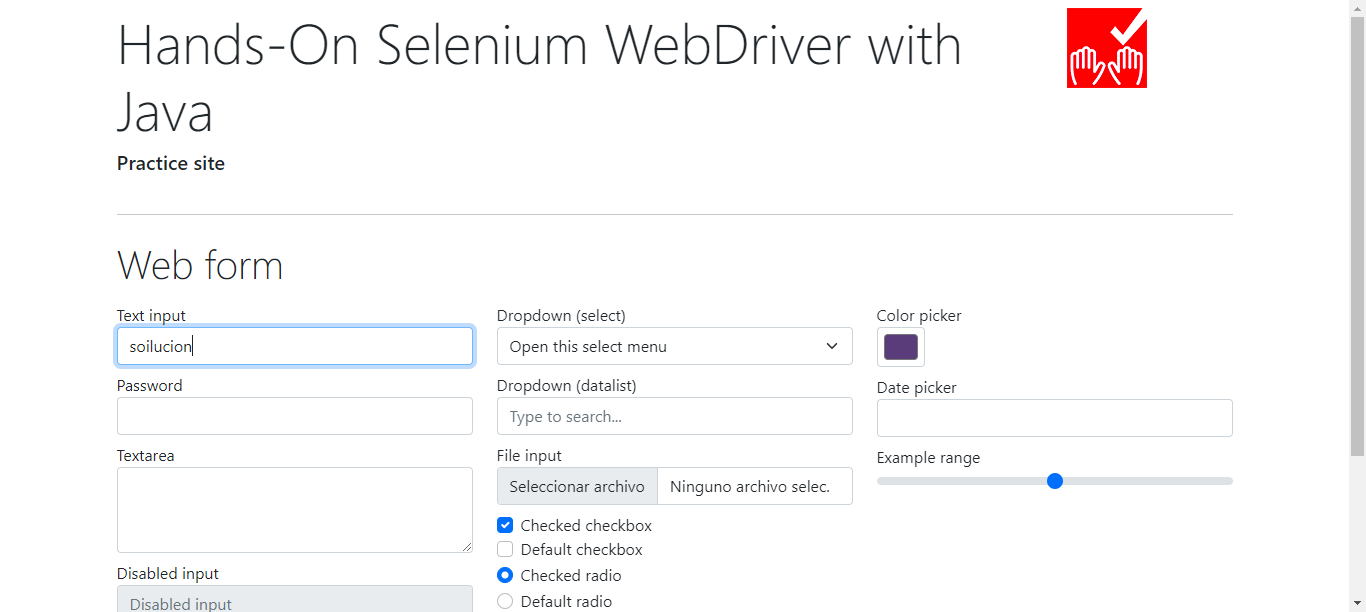 Hands-On Selenium WebDriver with
Java
Practice site
Web form
Text input
soilucion
Password
Textarea
Disabled input
Disabled input
Dropdown (select)
Open this select menu
Dropdown (datalist)
Type to search...
File input
Seleccionar archivo Ninguno archivo selec.
Checked checkbox
Default checkbox
Checked radio
Default radio
Color picker
Date picker
Example range